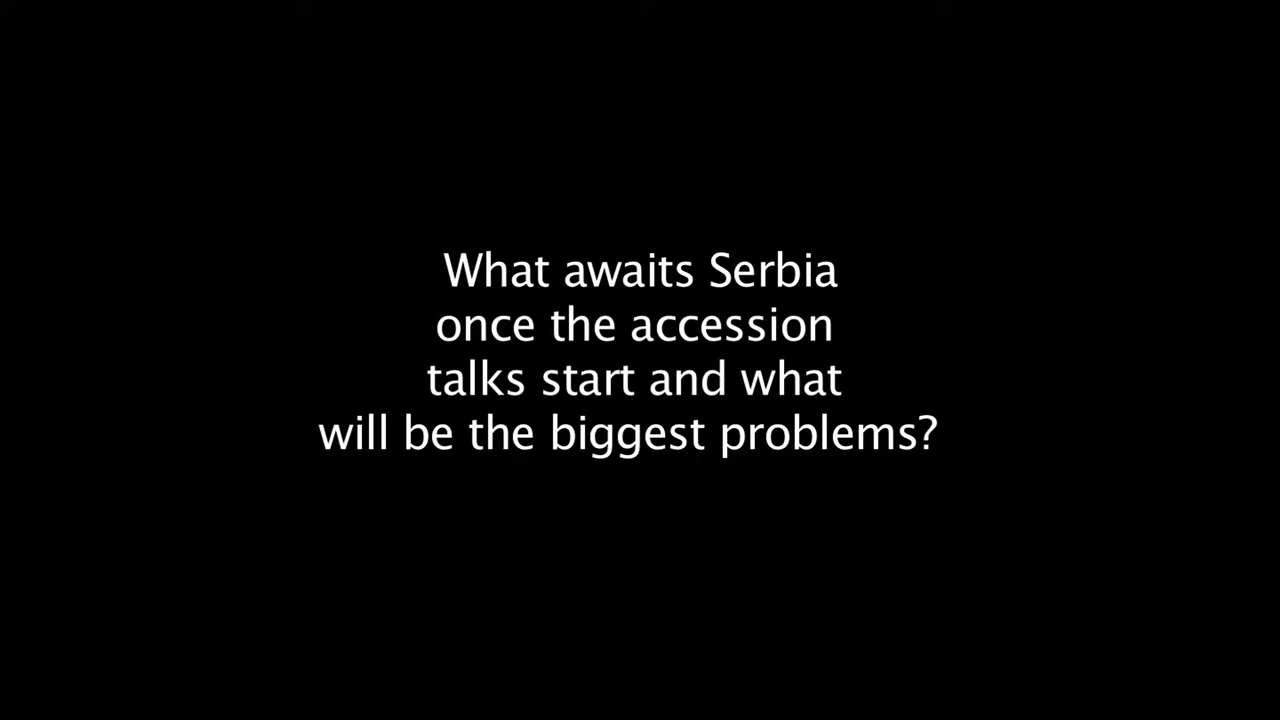 What awaits Serbia
once the accession
talks start and what
will be the biggest problems?